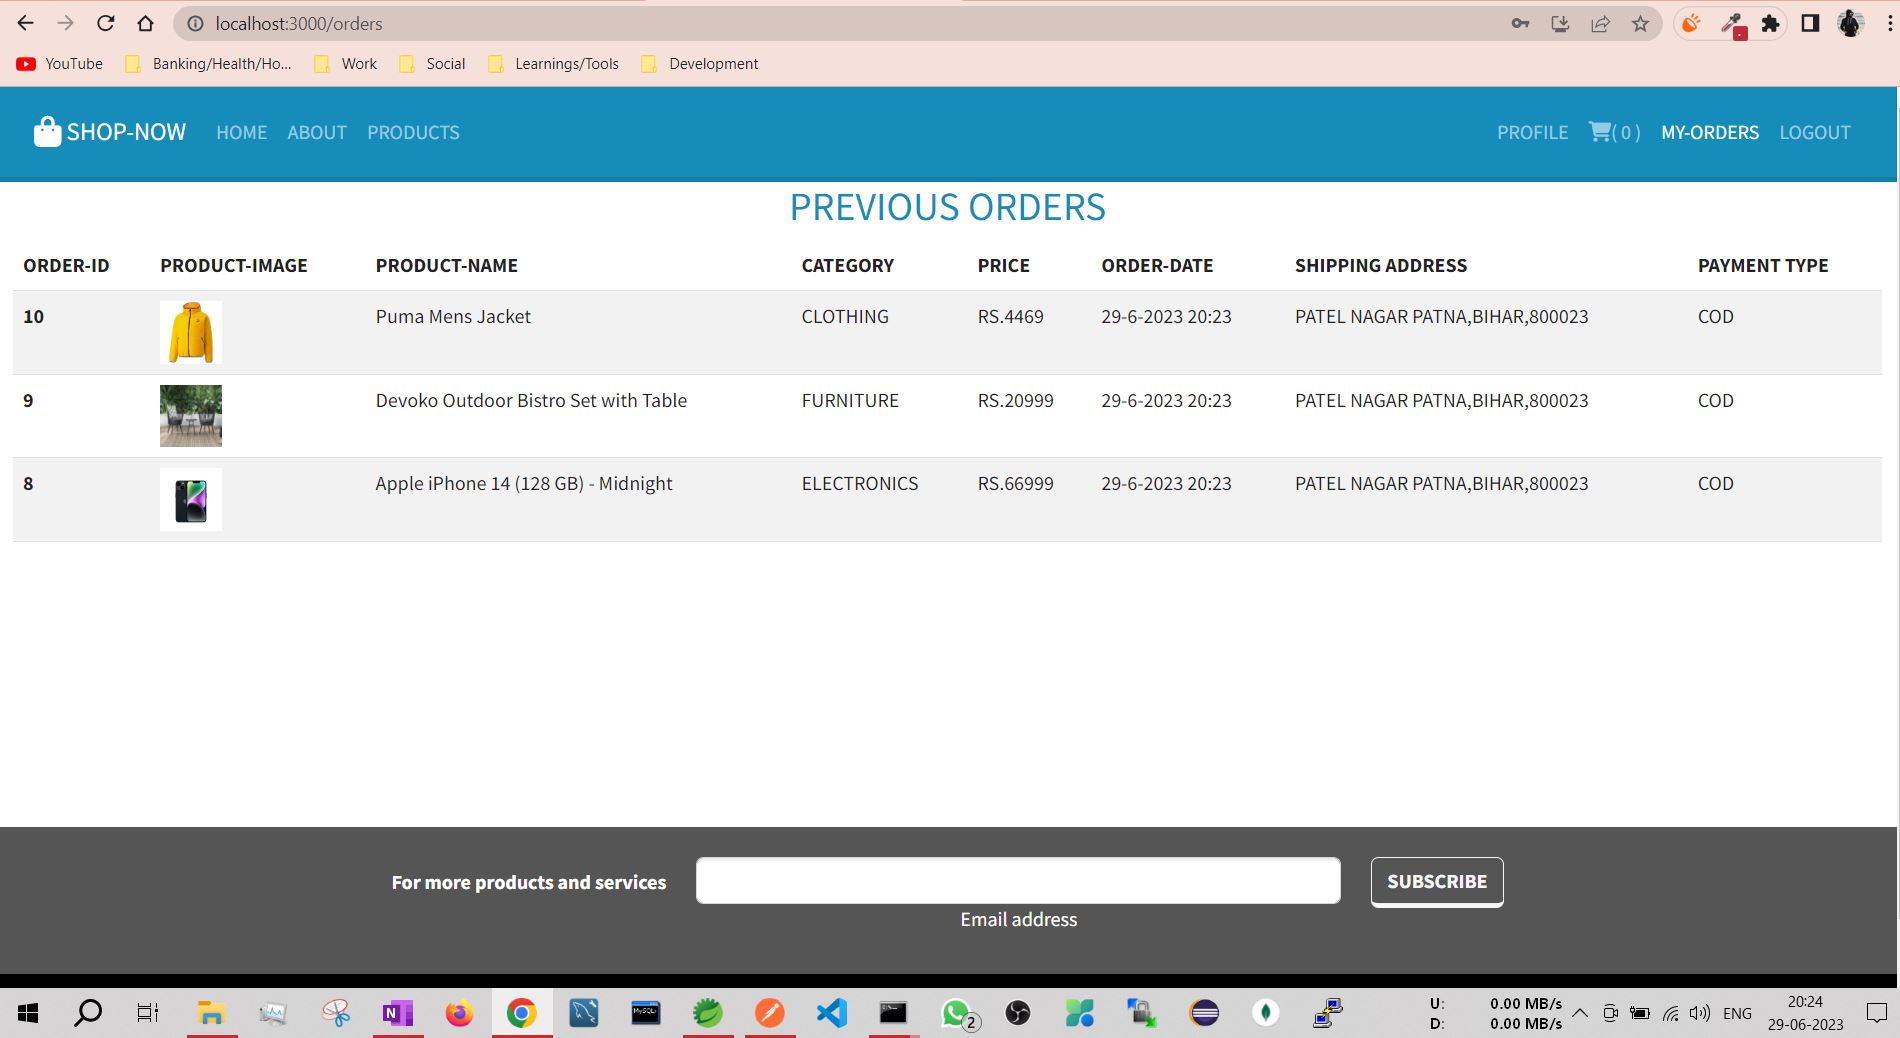 localhost:3000/orders
YouTube Banking/Health/Ho... Work Social Learnings/Tools Development
SHOP-NOW HOME ABOUT PRODUCTS PROFILE ( 0 ) MY-ORDERS LOGOUT
PREVIOUS ORDERS
ORDER-ID PRODUCT-IMAGE PRODUCT-NAME CATEGORY PRICE ORDER-DATE SHIPPING ADDRESS PAYMENT TYPE
10 Puma Mens Jacket CLOTHING RS.4469 29-6-2023 20:23 PATEL NAGAR PATNA,BIHAR,800023 COD
9 Devoko Outdoor Bistro Set with Table FURNITURE RS.20999 29-6-2023 20:23 PATEL NAGAR PATNA,BIHAR,800023 COD
8 Apple iPhone 14 (128 GB) - Midnight ELECTRONICS RS.66999 29-6-2023 20:23 PATEL NAGAR PATNA,BIHAR,800023 COD
For more products and services SUBSCRIBE
Email address
N MySQL 2 U: 0.00 MB/s ENG 20:24
D: 0.00 MB/s 29-06-2023